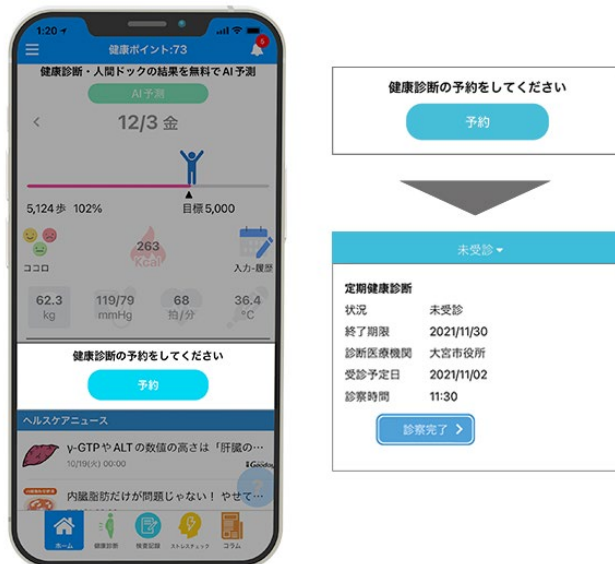 1:20
健康ポイント:73
6
健康診断・人間ドックの結果を無料でAI予測
AI予測
12/3 金
5,124歩 102%
目標5,000
ココロ
263
Kcal
入力・履歴
62.3
kg
119/79
mmHg
68
拍/分
36.4
°C
健康診断の予約をしてください
予約
ヘルスケアニュース
γ-GTPやALTの数値の高さは「肝臓の…
10/19(火) 00:00
Gooday
内臓脂肪だけが問題じゃない! やせて…
?
ホーム
健康診断
検査記録
ストレスチェック
コラム
健康診断の予約をしてください
予約
未受診
定期健康診断
状況 未受診
終了期限 2021/11/30
診断医療機関 大宮市役所
受診予定日 2021/11/02
診察時間 11:30
診察完了